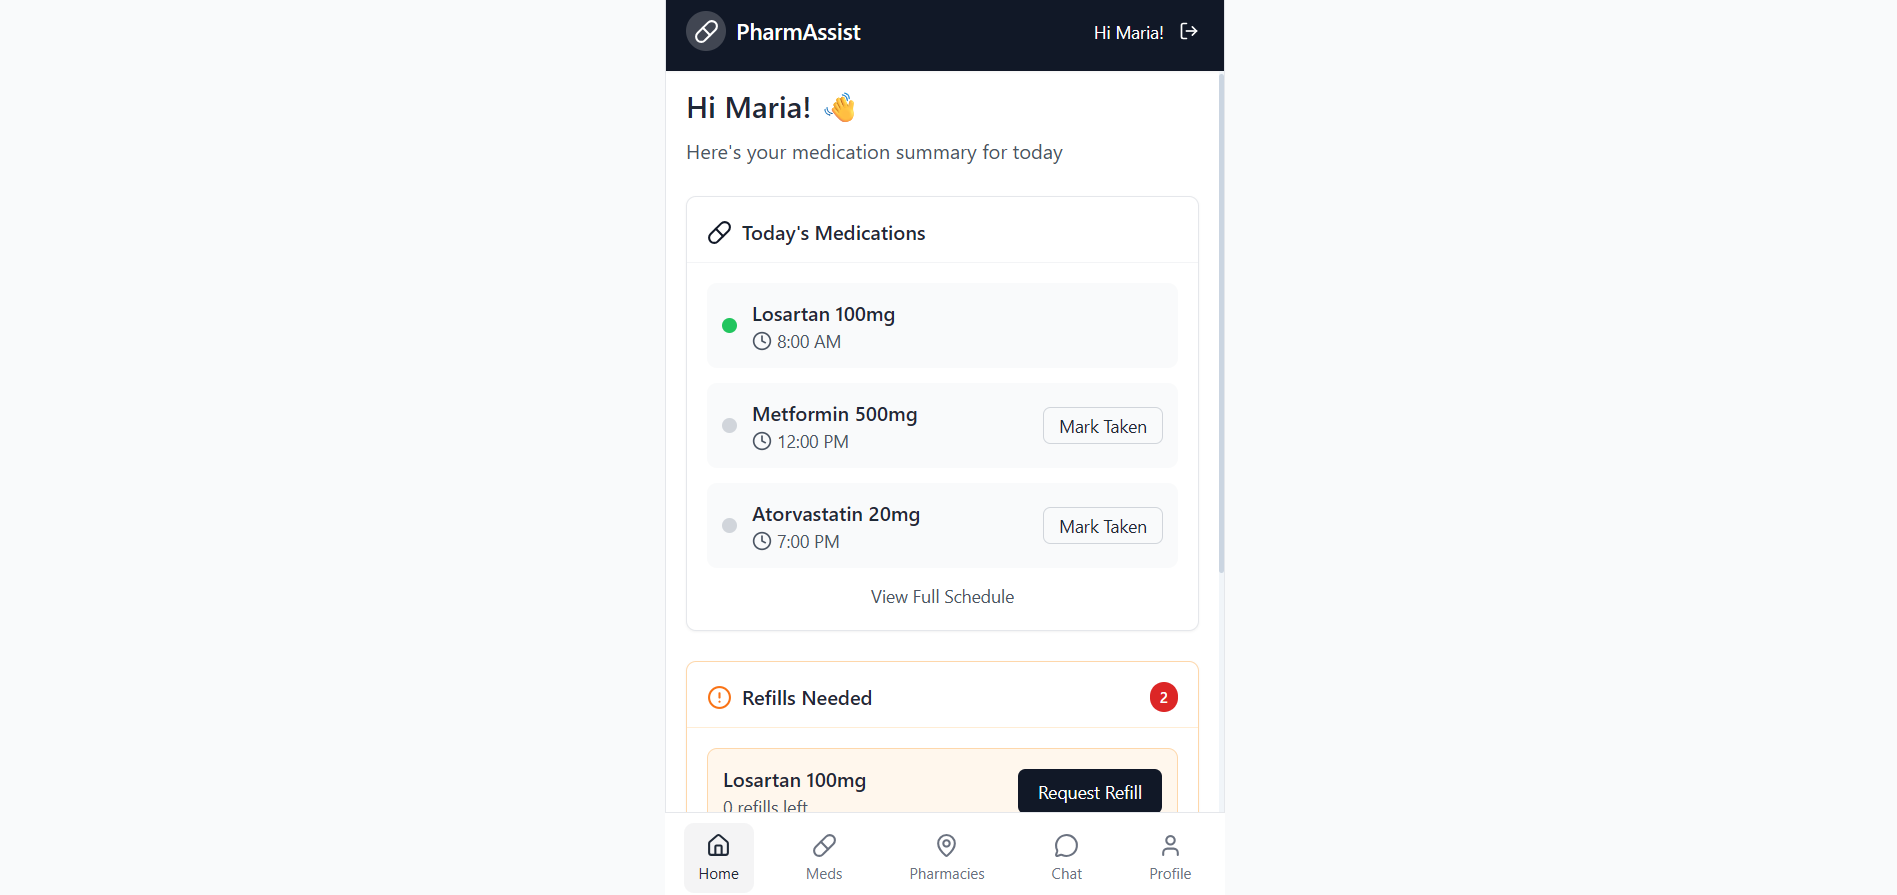 PharmAssist
Hi Maria!
Hi Maria! 👋
Here's your medication summary for today
Today's Medications
Losartan 100mg
8:00 AM
Metformin 500mg
12:00 PM
Mark Taken
Atorvastatin 20mg
7:00 PM
Mark Taken
View Full Schedule
Refills Needed
2
Losartan 100mg
0 refills left
Request Refill
Home
Meds
Pharmacies
Chat
Profile